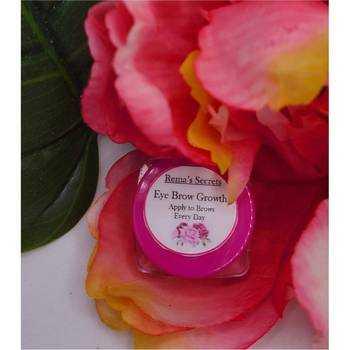 Rema's Secrets
Eye Brow Growth
Apply to Brows
Every Day